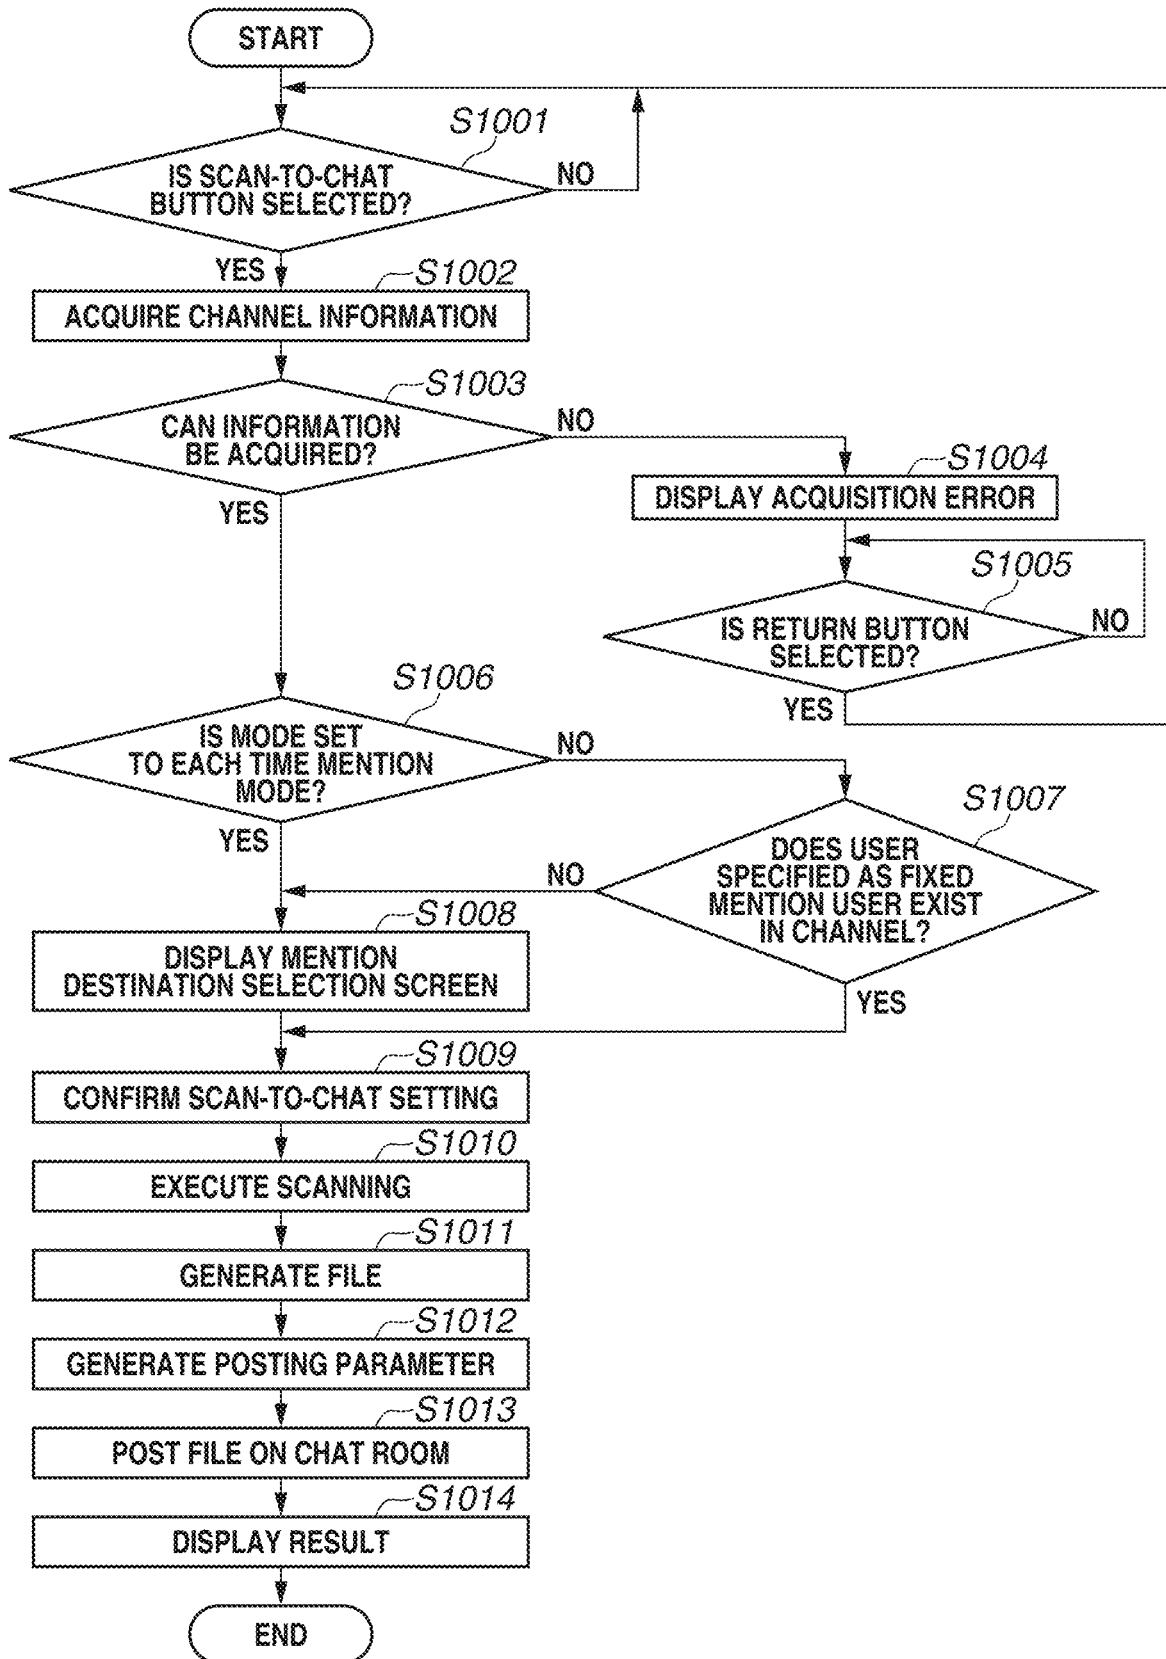 START
S1001
IS SCAN-TO-CHAT
BUTTON SELECTED?
NO
YES
S1002
ACQUIRE CHANNEL INFORMATION
S1003
CAN INFORMATION
BE ACQUIRED?
NO
YES
S1004
DISPLAY ACQUISITION ERROR
S1005
IS RETURN BUTTON
SELECTED?
NO
YES
S1006
IS MODE SET
TO EACH TIME MENTION
MODE?
NO
YES
S1007
DOES USER
SPECIFIED AS FIXED
MENTION USER EXIST
IN CHANNEL?
NO
YES
S1008
DISPLAY MENTION
DESTINATION SELECTION SCREEN
S1009
CONFIRM SCAN-TO-CHAT SETTING
S1010
EXECUTE SCANNING
S1011
GENERATE FILE
S1012
GENERATE POSTING PARAMETER
S1013
POST FILE ON CHAT ROOM
S1014
DISPLAY RESULT
END